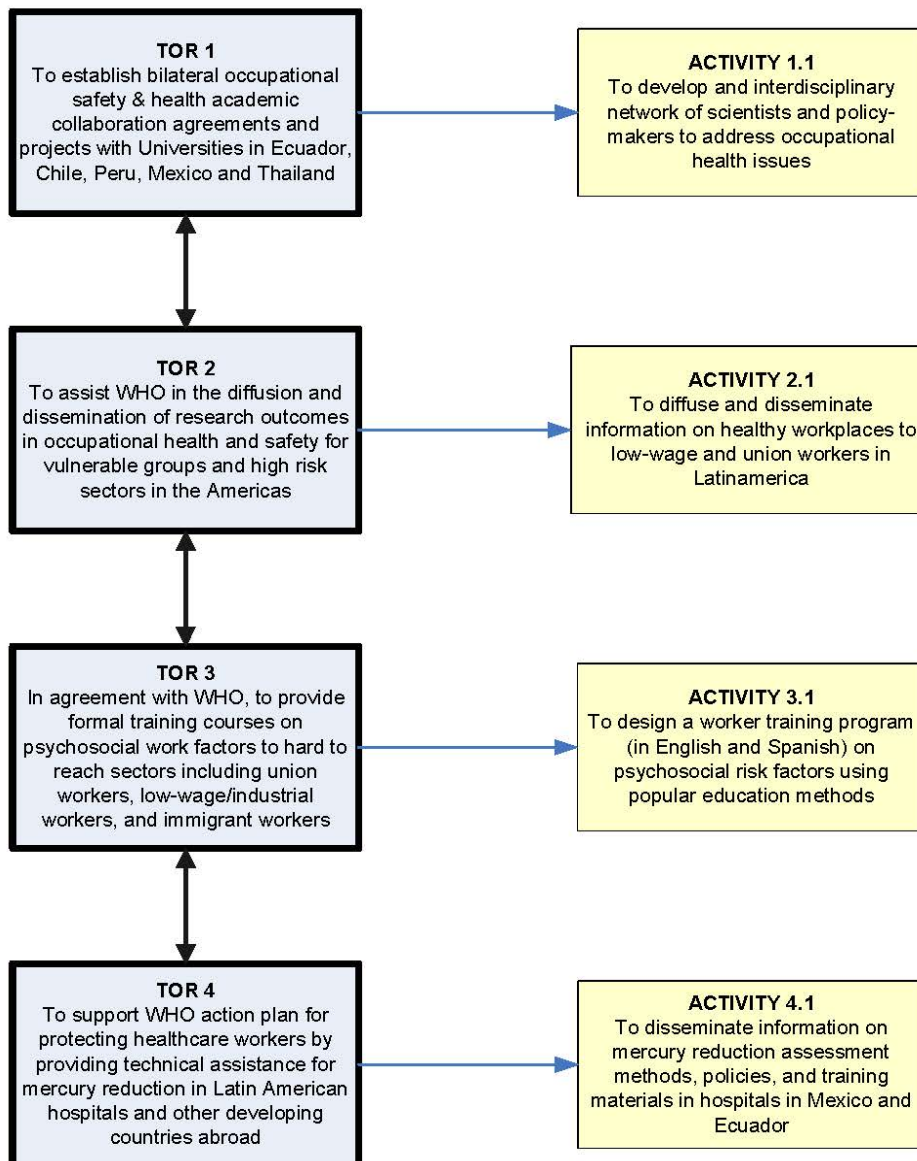 TOR 1
To establish bilateral occupational
safety & health academic
collaboration agreements and
projects with Universities in Ecuador,
Chile, Peru, Mexico and Thailand
ACTIVITY 1.1
To develop and interdisciplinary
network of scientists and policy-
makers to address occupational
health issues
TOR 2
To assist WHO in the diffusion and
dissemination of research outcomes
in occupational health and safety for
vulnerable groups and high risk
sectors in the Americas
ACTIVITY 2.1
To diffuse and disseminate
information on healthy workplaces to
low-wage and union workers in
Latinamerica
TOR 3
In agreement with WHO, to provide
formal training courses on
psychosocial work factors to hard to
reach sectors including union
workers, low-wage/industrial
workers, and immigrant workers
ACTIVITY 3.1
To design a worker training program
(in English and Spanish) on
psychosocial risk factors using
popular education methods
TOR 4
To support WHO action plan for
protecting healthcare workers by
providing technical assistance for
mercury reduction in Latin American
hospitals and other developing
countries abroad
ACTIVITY 4.1
To disseminate information on
mercury reduction assessment
methods, policies, and training
materials in hospitals in Mexico and
Ecuador